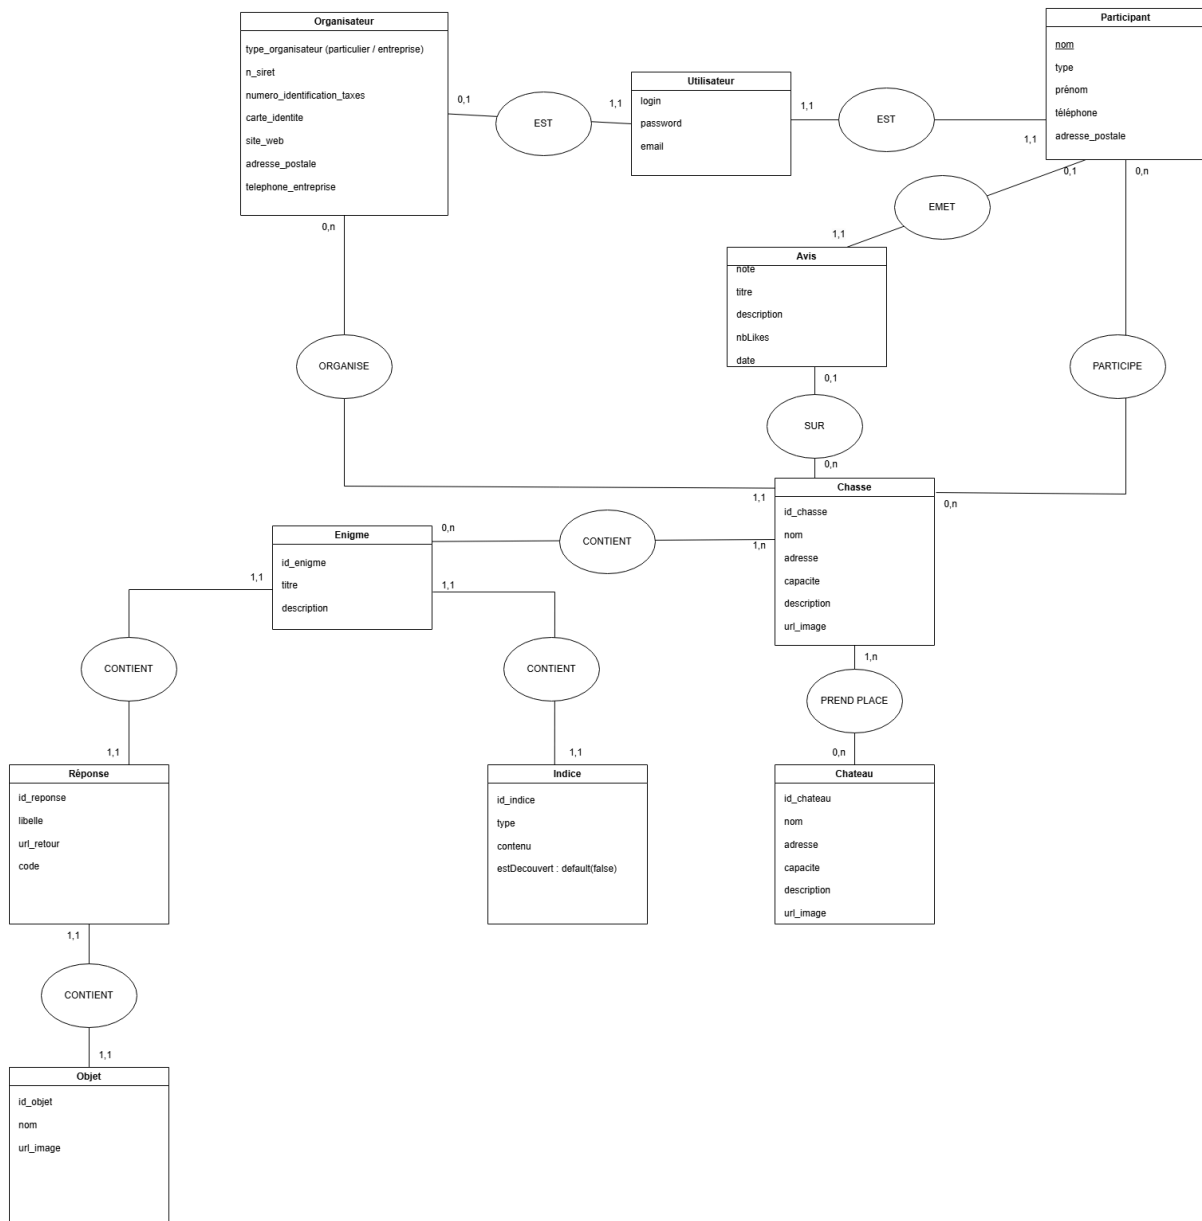 Organisateur
type_organisateur (particulier / entreprise)
n_siret
numero_identification_taxes
carte_identite
site_web
adresse_postale
telephone_entreprise
0,1
EST
1,1
Utilisateur
login
password
email
1,1
EST
1,1
Participant
nom
type
prénom
téléphone
adresse_postale
0,1
0,n
EMET
1,1
Avis
note
titre
description
nbLikes
date
0,n
ORGANISE
1,1
0,1
SUR
0,n
PARTICIPE
0,n
Chasse
id_chasse
nom
adresse
capacite
description
url_image
0,n
CONTIENT
1,n
Enigme
id_enigme
titre
description
1,1
1,1
CONTIENT
CONTIENT
1,n
PREND PLACE
0,n
1,1
1,1
Réponse
id_reponse
libelle
url_retour
code
Indice
id_indice
type
contenu
estDecouvert : default(false)
Chateau
id_chateau
nom
adresse
capacite
description
url_image
1,1
CONTIENT
1,1
Objet
id_objet
nom
url_image